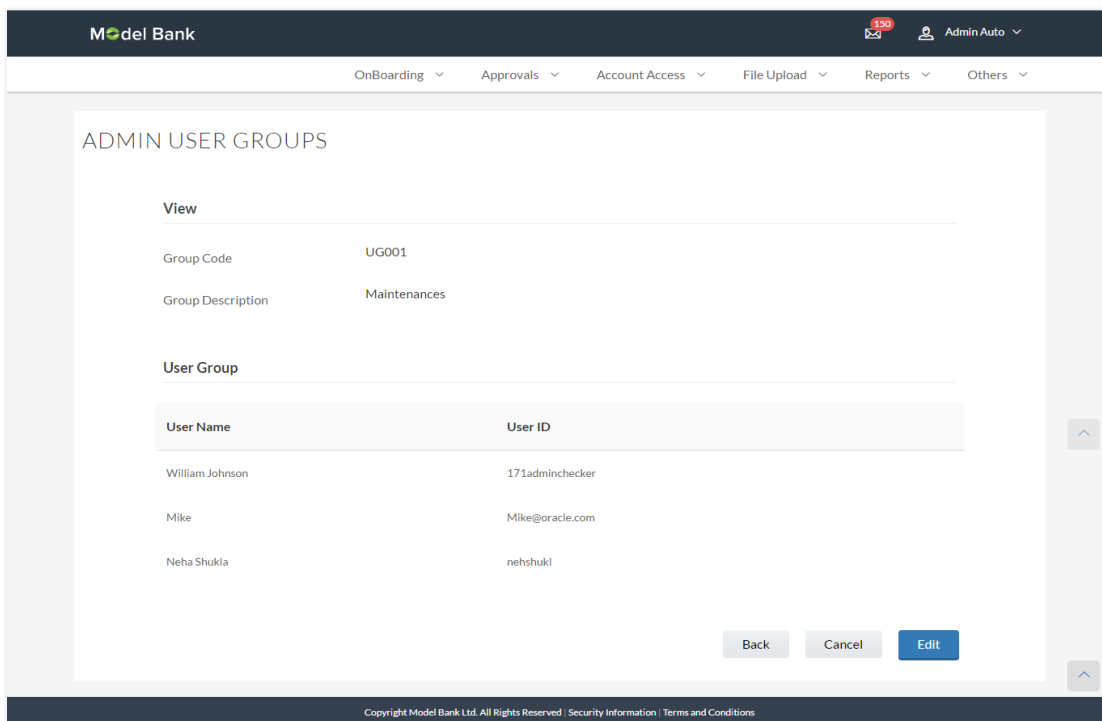 Model Bank 150 Admin Auto
OnBoarding Approvals Account Access File Upload Reports Others
ADMIN USER GROUPS
View
Group Code UG001
Group Description Maintenances
User Group
User Name User ID
William Johnson 171adminchecker
Mike Mike@oracle.com
Neha Shukla nehshukl
Back Cancel Edit
Copyright Model Bank Ltd. All Rights Reserved | Security Information | Terms and Conditions